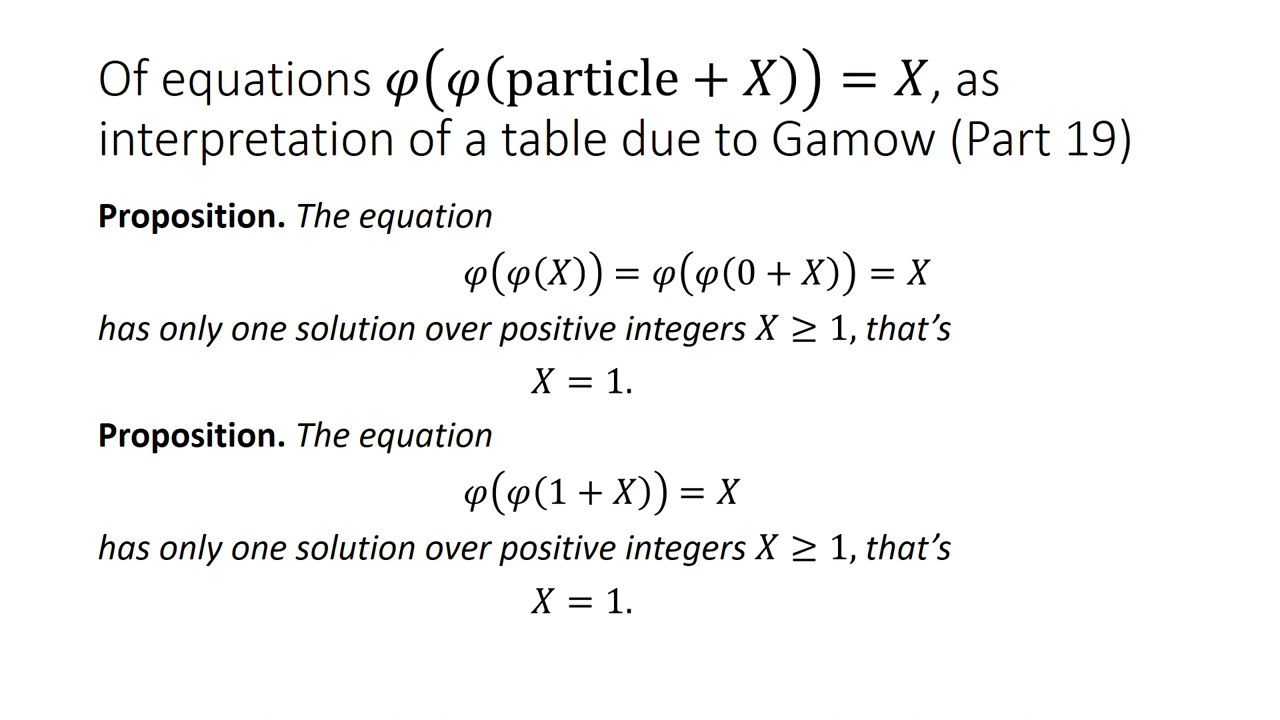 Of equations 𝜑(𝜑(particle + 𝑋)) = 𝑋, as
interpretation of a table due to Gamow (Part 19)
Proposition. The equation
𝜑(𝜑(𝑋)) = 𝜑(𝜑(0 + 𝑋)) = 𝑋
has only one solution over positive integers 𝑋 ≥ 1, that’s
𝑋 = 1.
Proposition. The equation
𝜑(𝜑(1 + 𝑋)) = 𝑋
has only one solution over positive integers 𝑋 ≥ 1, that’s
𝑋 = 1.